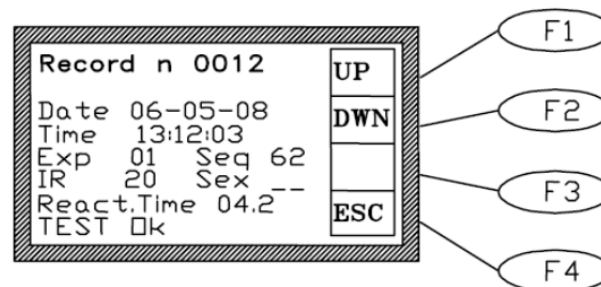 Record n 0012
Date 06-05-08
Time 13:12:03
Exp 01 Seq 62
IR 20 Sex __
React.Time 04.2
TEST Ok
UP
DWN
ESC
F1
F2
F3
F4